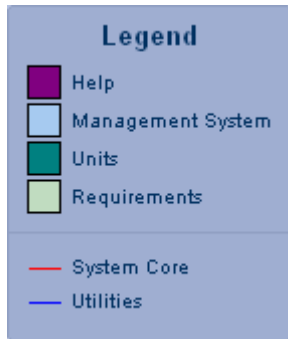 Legend
Help
Management System
Units
Requirements
System Core
Utilities